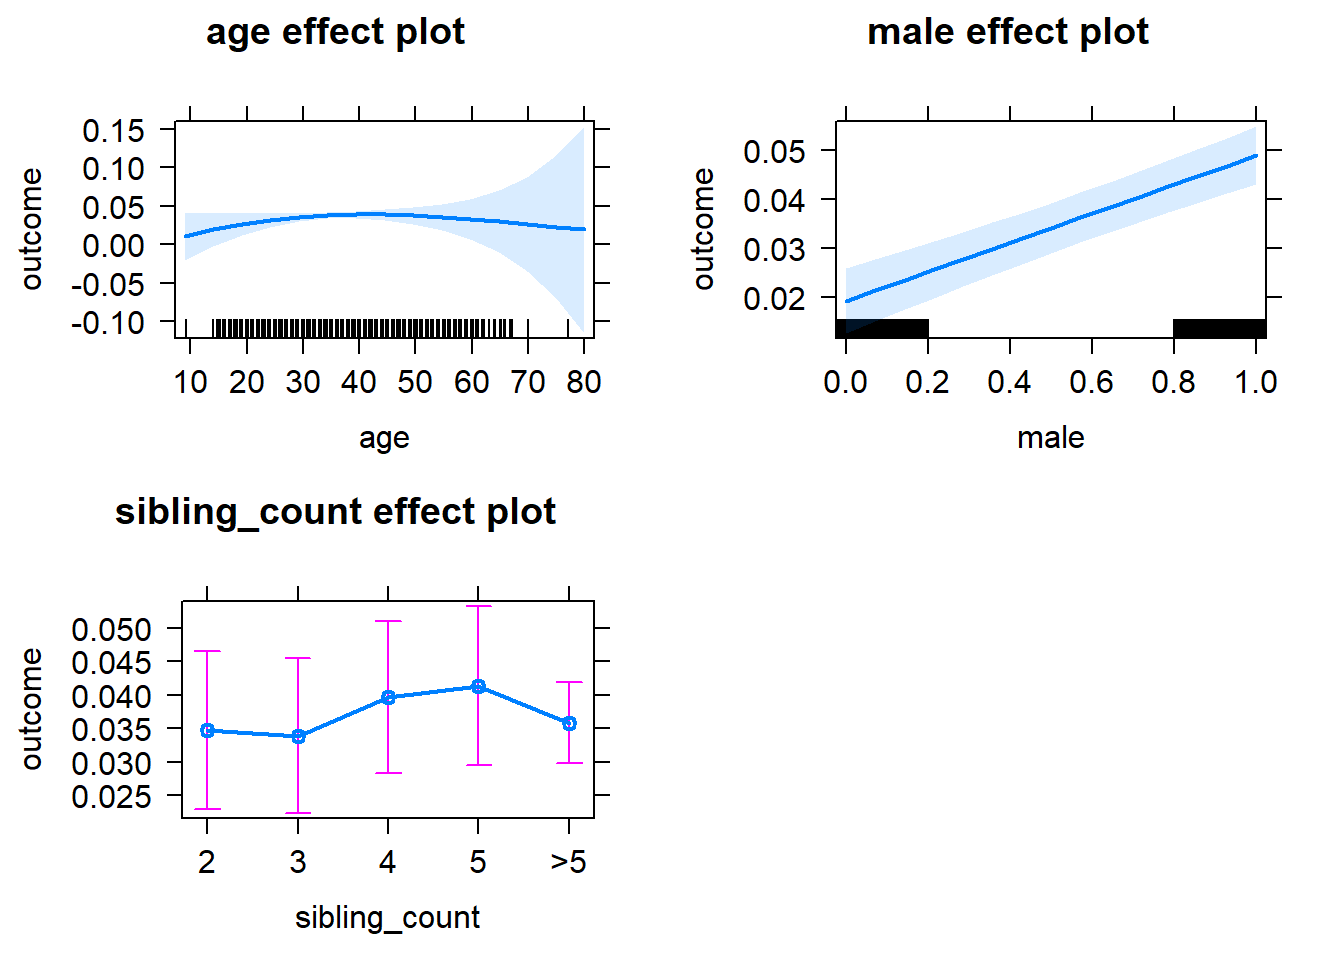 age effect plot
outcome
0.15
0.10
0.05
0.00
-0.05
-0.10
10 20 30 40 50 60 70 80
age
male effect plot
outcome
0.05
0.04
0.03
0.02
0.0 0.2 0.4 0.6 0.8 1.0
male
sibling_count effect plot
outcome
0.050
0.045
0.040
0.035
0.030
0.025
2 3 4 5 >5
sibling_count